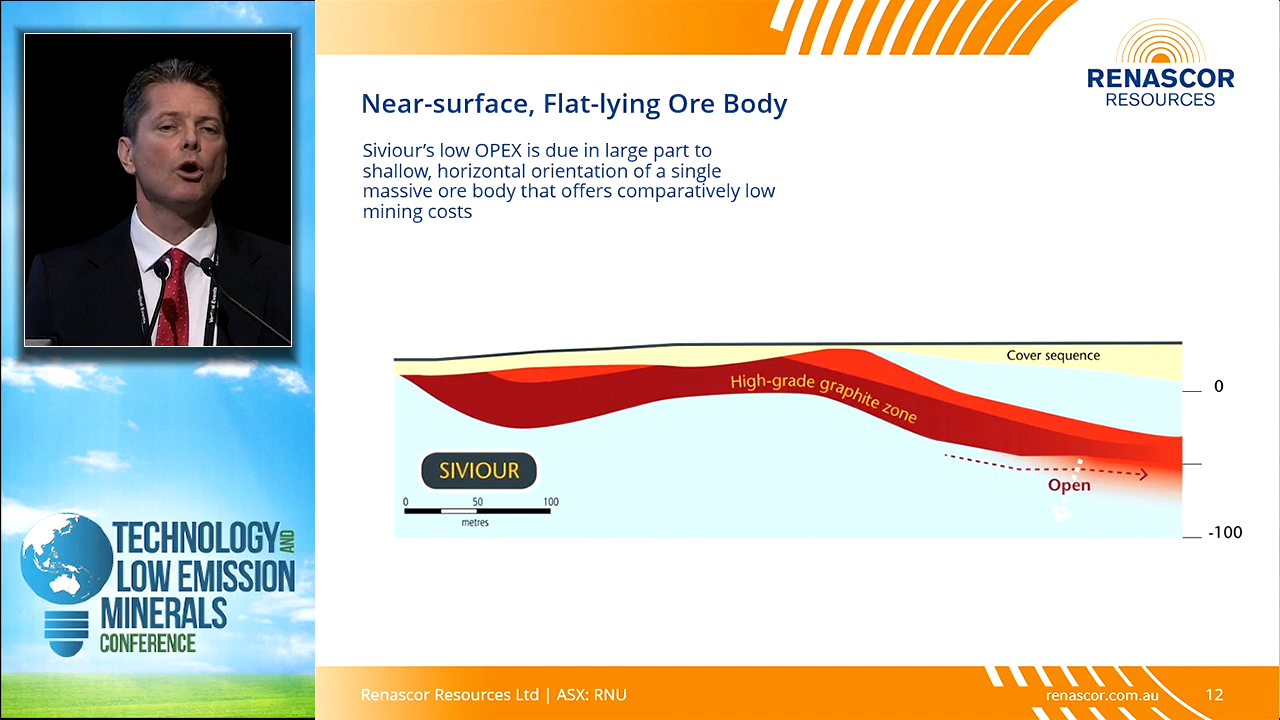 RENASCOR
RESOURCES
Near-surface, Flat-lying Ore Body
Siviour's low OPEX is due in large part to
shallow, horizontal orientation of a single
massive ore body that offers comparatively low
mining costs
Cover sequence
High-grade graphite zone
0
SIVIOUR
Open
0 50 100
metres
-100
TECHNOLOGY AND
LOW EMISSION
MINERALS
CONFERENCE
Renascor Resources Ltd | ASX: RNU
renascor.com.au
12